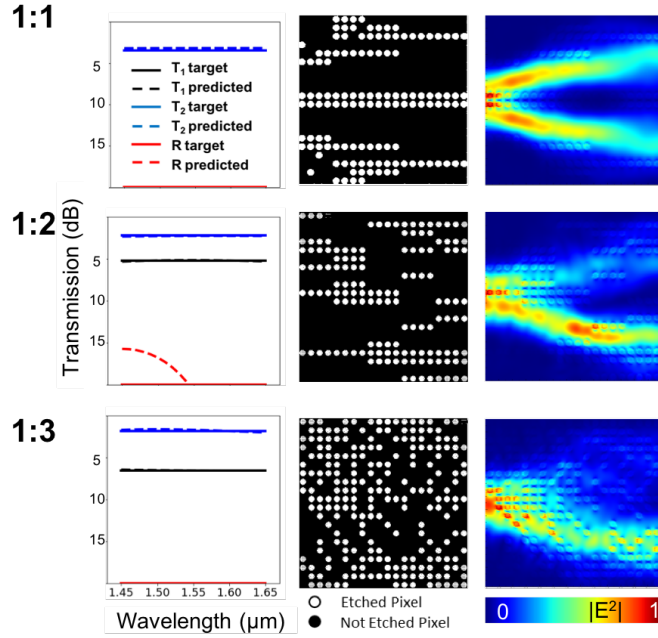 1:1
5
10
15
T₁ target
T₁ predicted
T₂ target
T₂ predicted
R target
R predicted
1:2
5
10
15
Transmission (dB)
1:3
5
10
15
1.45 1.50 1.55 1.60 1.65
Wavelength (µm)
Etched Pixel
Not Etched Pixel
0 |E²| 1